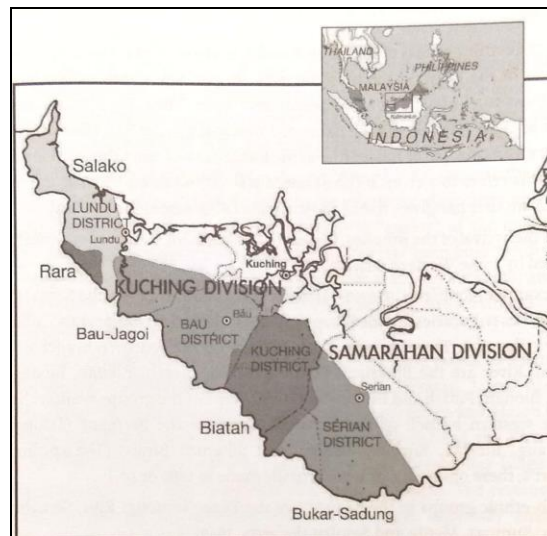 THAILAND
PHILIPPINES
MALAYSIA
INDONESIA
Salako
LUNDU
DISTRICT
Lundu
Rara
Kuching
KUCHING DIVISION
Bau-Jagoi
BAU
DISTRICT
Bau
KUCHING
DISTRICT
SAMARAHAN DIVISION
Serian
Biatah
SERIAN
DISTRICT
Bukar-Sadung